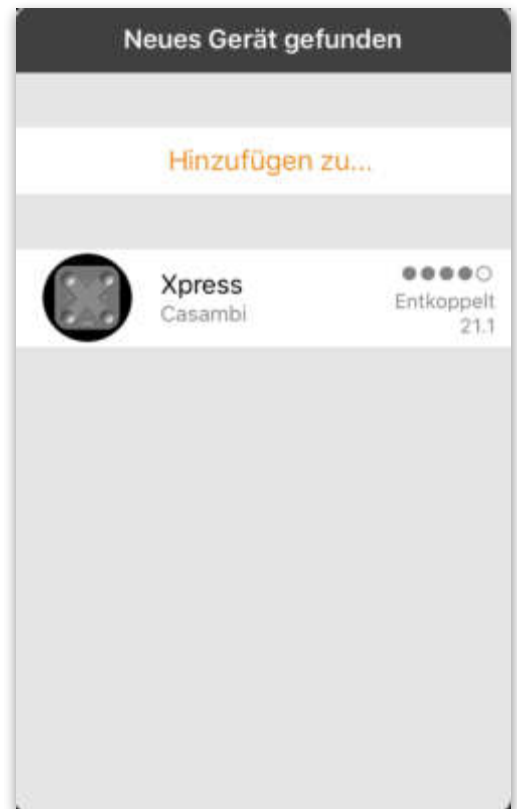 Neues Gerät gefunden
Hinzufügen zu...
Xpress
Casambi
Entkoppelt
21.1